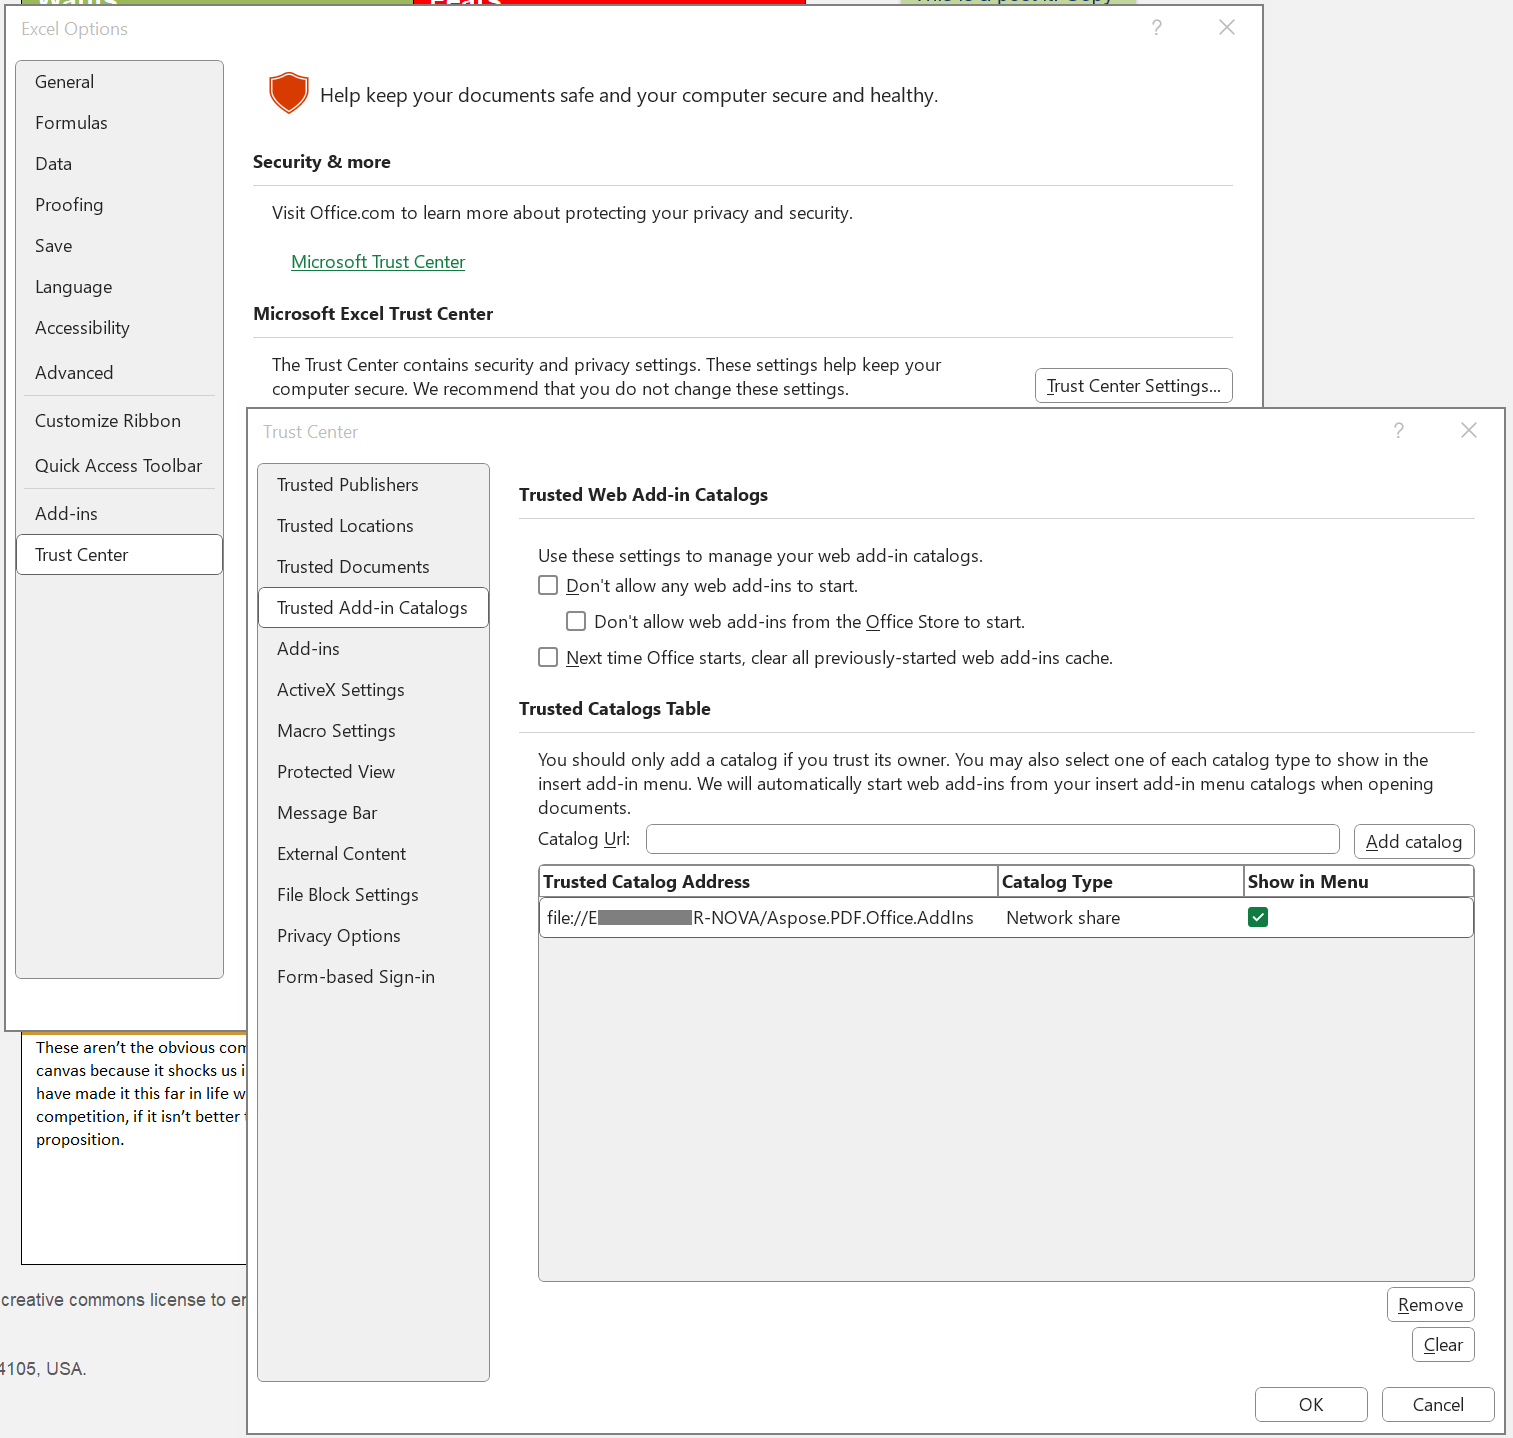 Wants
Fears
This is a post it. Copy
Excel Options
?
General
Formulas
Data
Proofing
Save
Language
Accessibility
Advanced
Customize Ribbon
Quick Access Toolbar
Add-ins
Trust Center
Help keep your documents safe and your computer secure and healthy.
Security & more
Visit Office.com to learn more about protecting your privacy and security.
Microsoft Trust Center
Microsoft Excel Trust Center
The Trust Center contains security and privacy settings. These settings help keep your
computer secure. We recommend that you do not change these settings.
Trust Center Settings...
Trust Center
?
Trusted Publishers
Trusted Locations
Trusted Documents
Trusted Add-in Catalogs
Add-ins
ActiveX Settings
Macro Settings
Protected View
Message Bar
External Content
File Block Settings
Privacy Options
Form-based Sign-in
Trusted Web Add-in Catalogs
Use these settings to manage your web add-in catalogs.
Don't allow any web add-ins to start.
Don't allow web add-ins from the Office Store to start.
Next time Office starts, clear all previously-started web add-ins cache.
Trusted Catalogs Table
You should only add a catalog if you trust its owner. You may also select one of each catalog type to show in the
insert add-in menu. We will automatically start web add-ins from your insert add-in menu catalogs when opening
documents.
Catalog Url:
Add catalog
Trusted Catalog Address Catalog Type Show in Menu
file://E R-NOVA/Aspose.PDF.Office.AddIns Network share
Remove
Clear
OK Cancel
These aren't the obvious com
canvas because it shocks us i
have made it this far in life w
competition, if it isn't better
proposition.
creative commons license to
4105, USA.